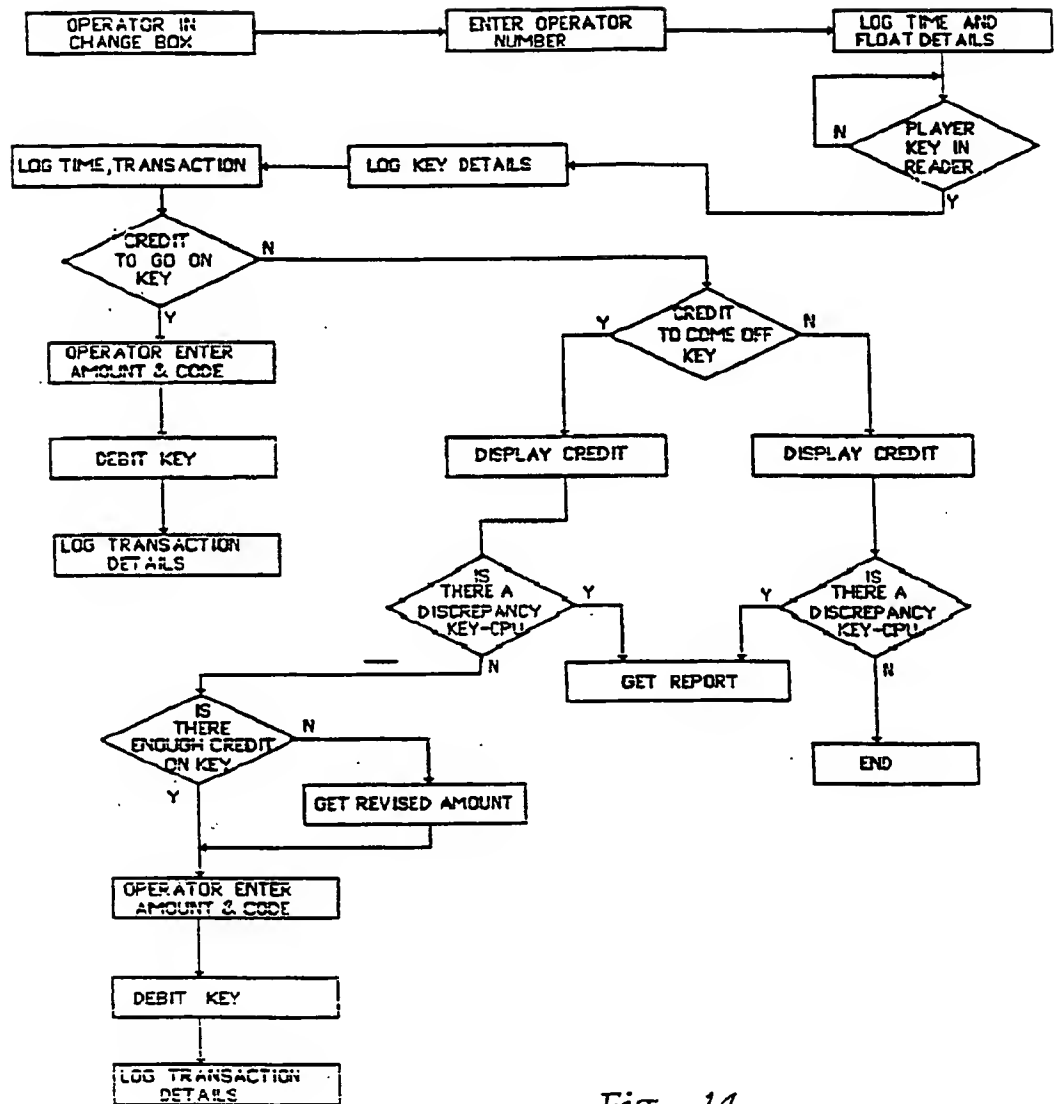 OPERATOR IN
CHANGE BOX
ENTER OPERATOR
NUMBER
LOG TIME AND
FLOAT DETAILS
PLAYER
KEY IN
READER
N
Y
LOG KEY DETAILS
LOG TIME, TRANSACTION
CREDIT
TO GO ON
KEY
N
Y
OPERATOR ENTER
AMOUNT & CODE
DEBIT KEY
LOG TRANSACTION
DETAILS
CREDIT
TO COME OFF
KEY
Y
N
DISPLAY CREDIT
DISPLAY CREDIT
IS
THERE A
DISCREPANCY
KEY-CPU
Y
N
IS
THERE A
DISCREPANCY
KEY-CPU
Y
N
GET REPORT
END
IS
THERE
ENOUGH CREDIT
ON KEY
N
Y
GET REVISED AMOUNT
OPERATOR ENTER
AMOUNT & CODE
DEBIT KEY
LOG TRANSACTION
DETAILS
Fig. 14